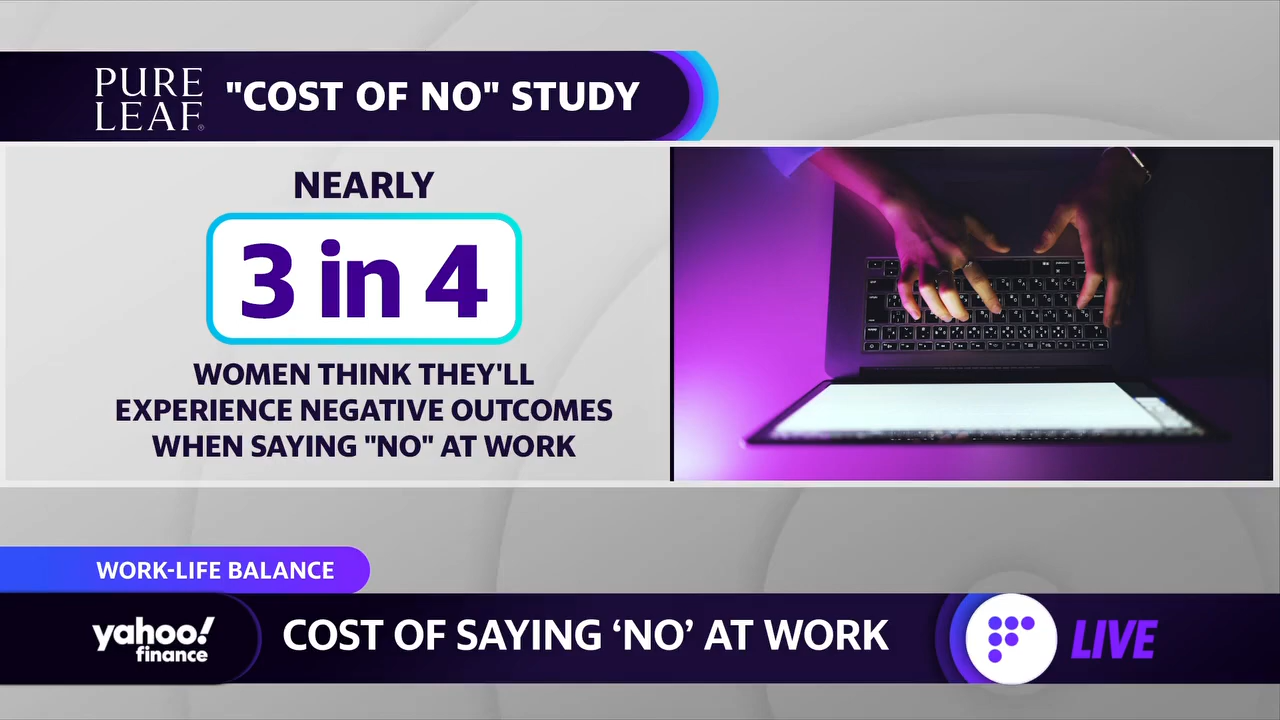 PURE
LEAF
"COST OF NO" STUDY
NEARLY
3 in 4
WOMEN THINK THEY'LL
EXPERIENCE NEGATIVE OUTCOMES
WHEN SAYING "NO" AT WORK
WORK-LIFE BALANCE
yahoo!
finance
COST OF SAYING ‘NO’ AT WORK
LIVE